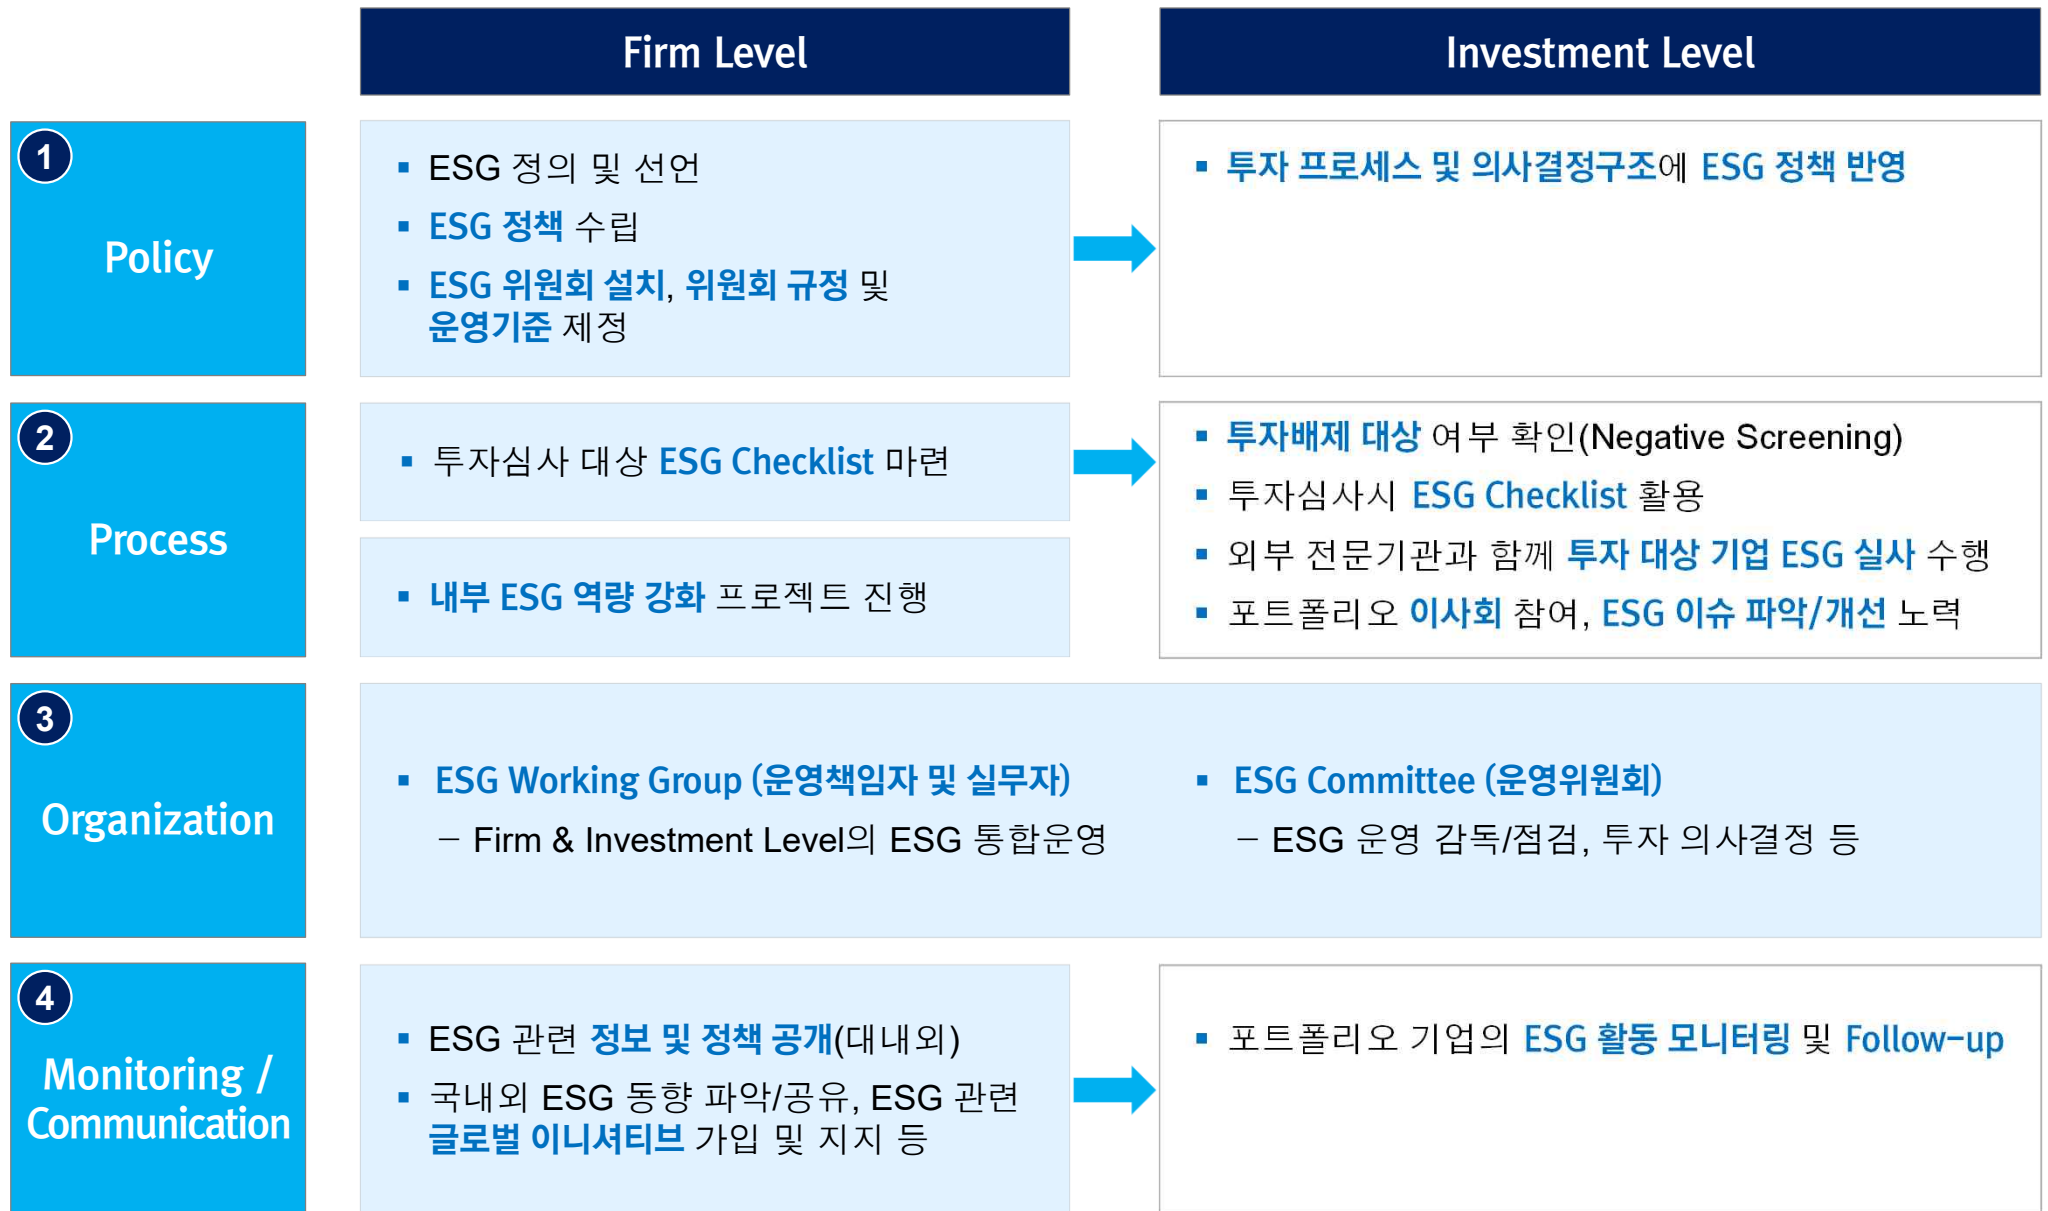 Firm Level
Investment Level
1
Policy
▪ ESG 정의 및 선언
▪ ESG 정책 수립
▪ ESG 위원회 설치, 위원회 규정 및
운영기준 제정
▪ 투자 프로세스 및 의사결정구조에 ESG 정책 반영
2
Process
▪ 투자심사 대상 ESG Checklist 마련
▪ 내부 ESG 역량 강화 프로젝트 진행
▪ 투자배제 대상 여부 확인(Negative Screening)
▪ 투자심사시 ESG Checklist 활용
▪ 외부 전문기관과 함께 투자 대상 기업 ESG 실사 수행
▪ 포트폴리오 이사회 참여, ESG 이슈 파악/개선 노력
3
Organization
▪ ESG Working Group (운영책임자 및 실무자)
– Firm & Investment Level의 ESG 통합운영
▪ ESG Committee (운영위원회)
– ESG 운영 감독/점검, 투자 의사결정 등
4
Monitoring /
Communication
▪ ESG 관련 정보 및 정책 공개(대내외)
▪ 국내외 ESG 동향 파악/공유, ESG 관련
글로벌 이니셔티브 가입 및 지지 등
▪ 포트폴리오 기업의 ESG 활동 모니터링 및 Follow-up